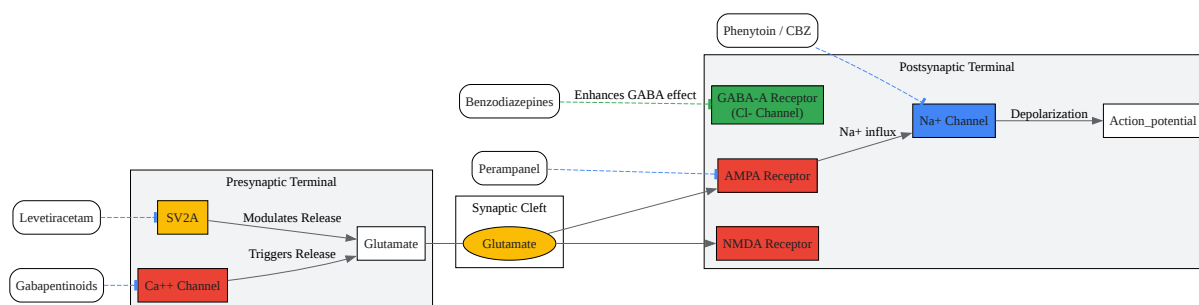 Phenytoin / CBZ
Postsynaptic Terminal
Benzodiazepines
Enhances GABA effect
GABA-A Receptor
(Cl- Channel)
Na+ Channel
Depolarization
Action_potential
Na+ influx
Perampanel
AMPA Receptor
Presynaptic Terminal
Synaptic Cleft
Levetiracetam
SV2A
Modulates Release
Glutamate
Glutamate
NMDA Receptor
Triggers Release
Gabapentinoids
Ca++ Channel